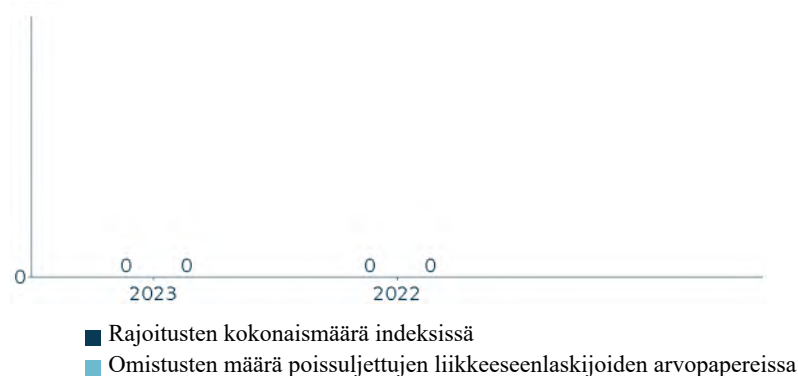 0 0 0 0
0
2023 2022
Rajoitusten kokonaismäärä indeksissä
Omistusten määrä poissuljettujen liikkeeseenlaskijoiden arvopapereissa